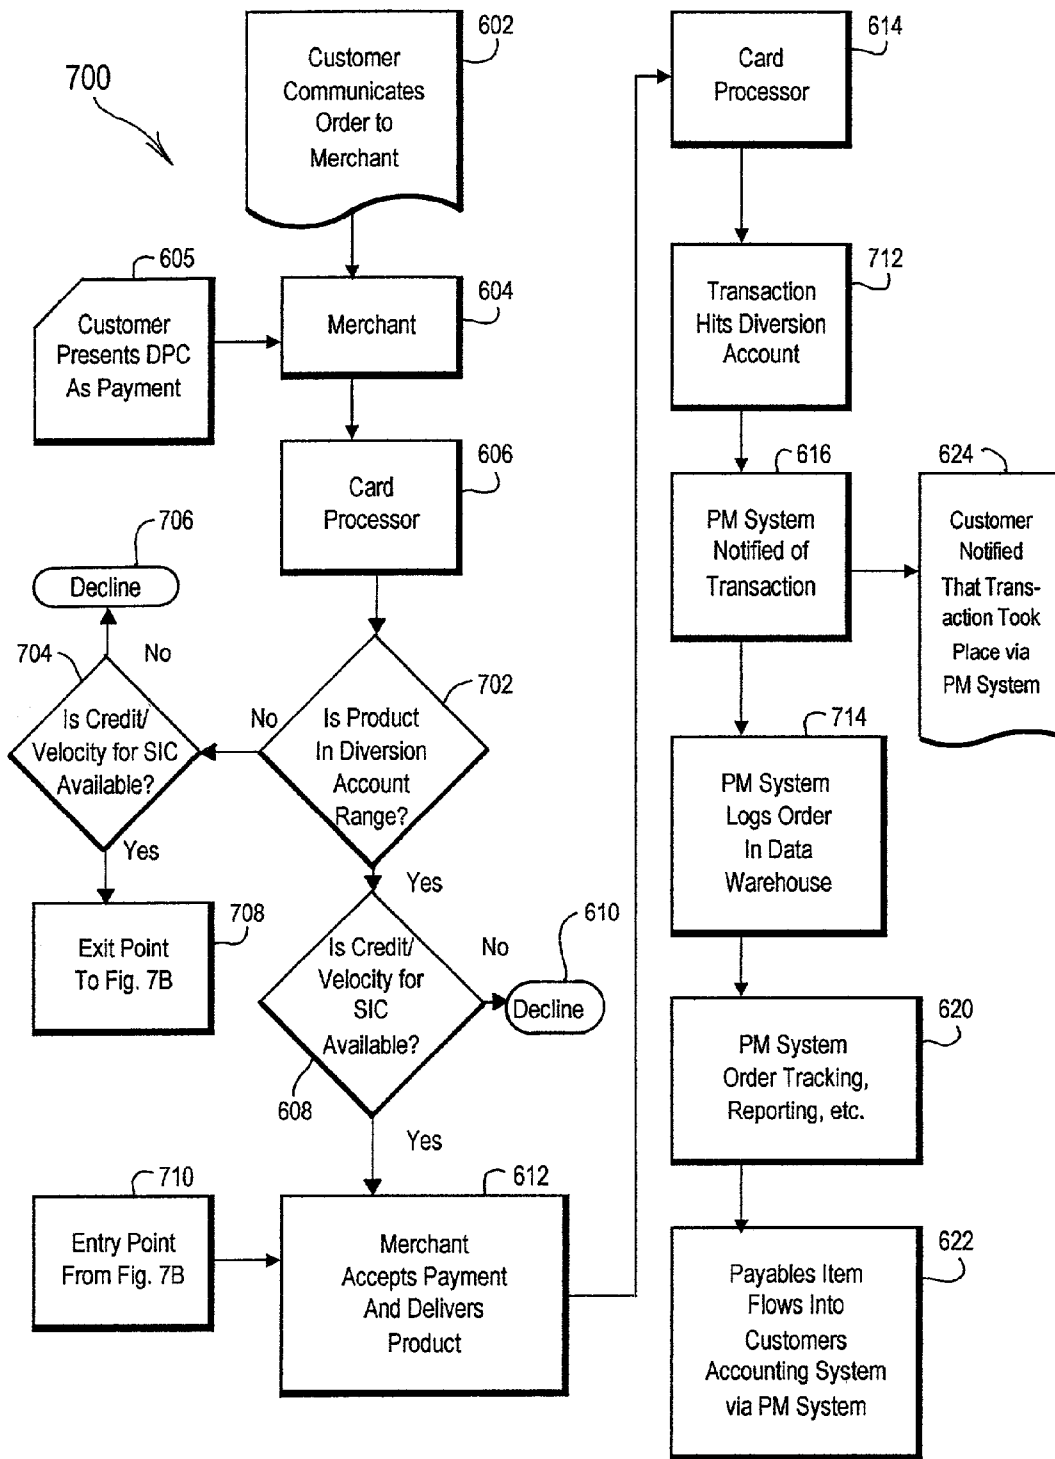 700
602
Customer
Communicates
Order to
Merchant
605
Customer
Presents DPC
As Payment
604
Merchant
606
Card
Processor
706
Decline
704
No
Is Credit/
Velocity for SIC
Available?
Yes
No
702
Is Product
In Diversion
Account
Range?
Yes
708
Exit Point
To Fig. 7B
Is Credit/
Velocity for
SIC
Available?
608
No
610
Decline
Yes
710
Entry Point
From Fig. 7B
612
Merchant
Accepts Payment
And Delivers
Product
614
Card
Processor
712
Transaction
Hits Diversion
Account
616
PM System
Notified of
Transaction
624
Customer
Notified
That Trans-
action Took
Place via
PM System
714
PM System
Logs Order
In Data
Warehouse
620
PM System
Order Tracking,
Reporting, etc.
622
Payables Item
Flows Into
Customers
Accounting System
via PM System